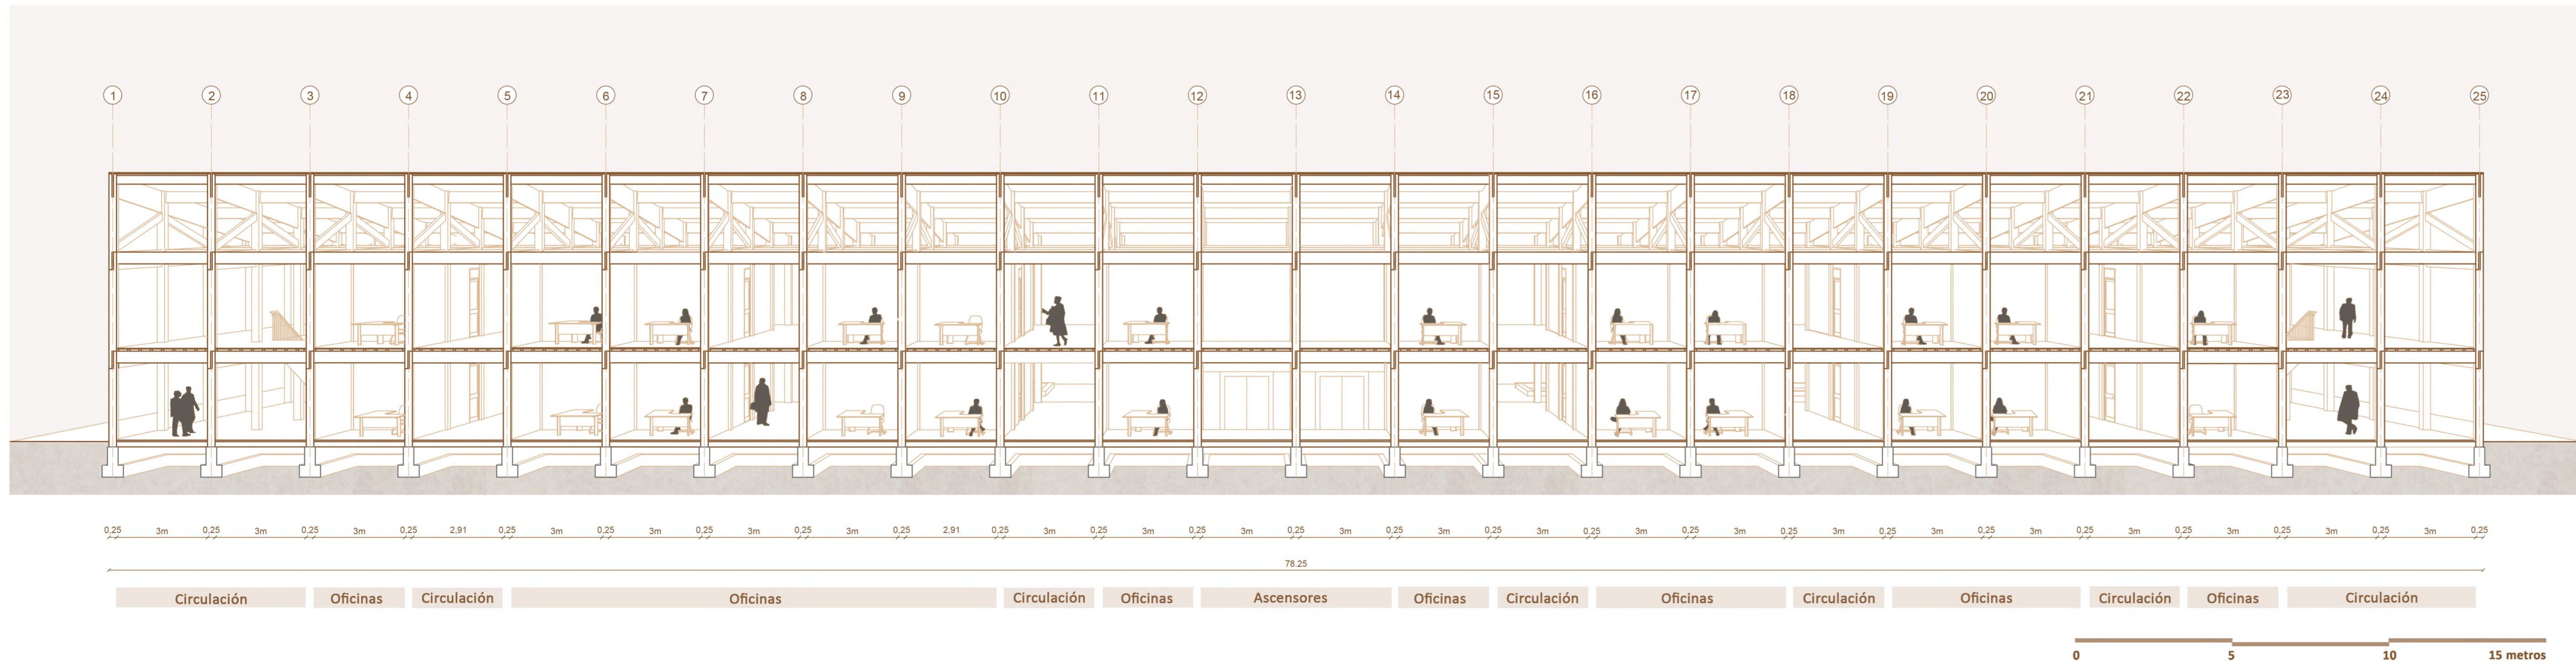 1 2 3 4 5 6 7 8 9 10 11 12 13 14 15 16 17 18 19 20 21 22 23 24 25
0,25 3m 0,25 3m 0,25 3m 0,25 2,91 0,25 3m 0,25 3m 0,25 3m 0,25 3m 0,25 2,91 0,25 3m 0,25 3m 0,25 3m 0,25 3m 0,25 3m 0,25 3m 0,25 3m 0,25 3m 0,25 3m 0,25 3m 0,25 3m 0,25 3m 0,25 3m 0,25 3m 0,25 3m 0,25
78.25
Circulación Oficinas Circulación Oficinas Circulación Oficinas Ascensores Oficinas Circulación Oficinas Circulación Oficinas Circulación Oficinas Circulación
0 5 10 15 metros